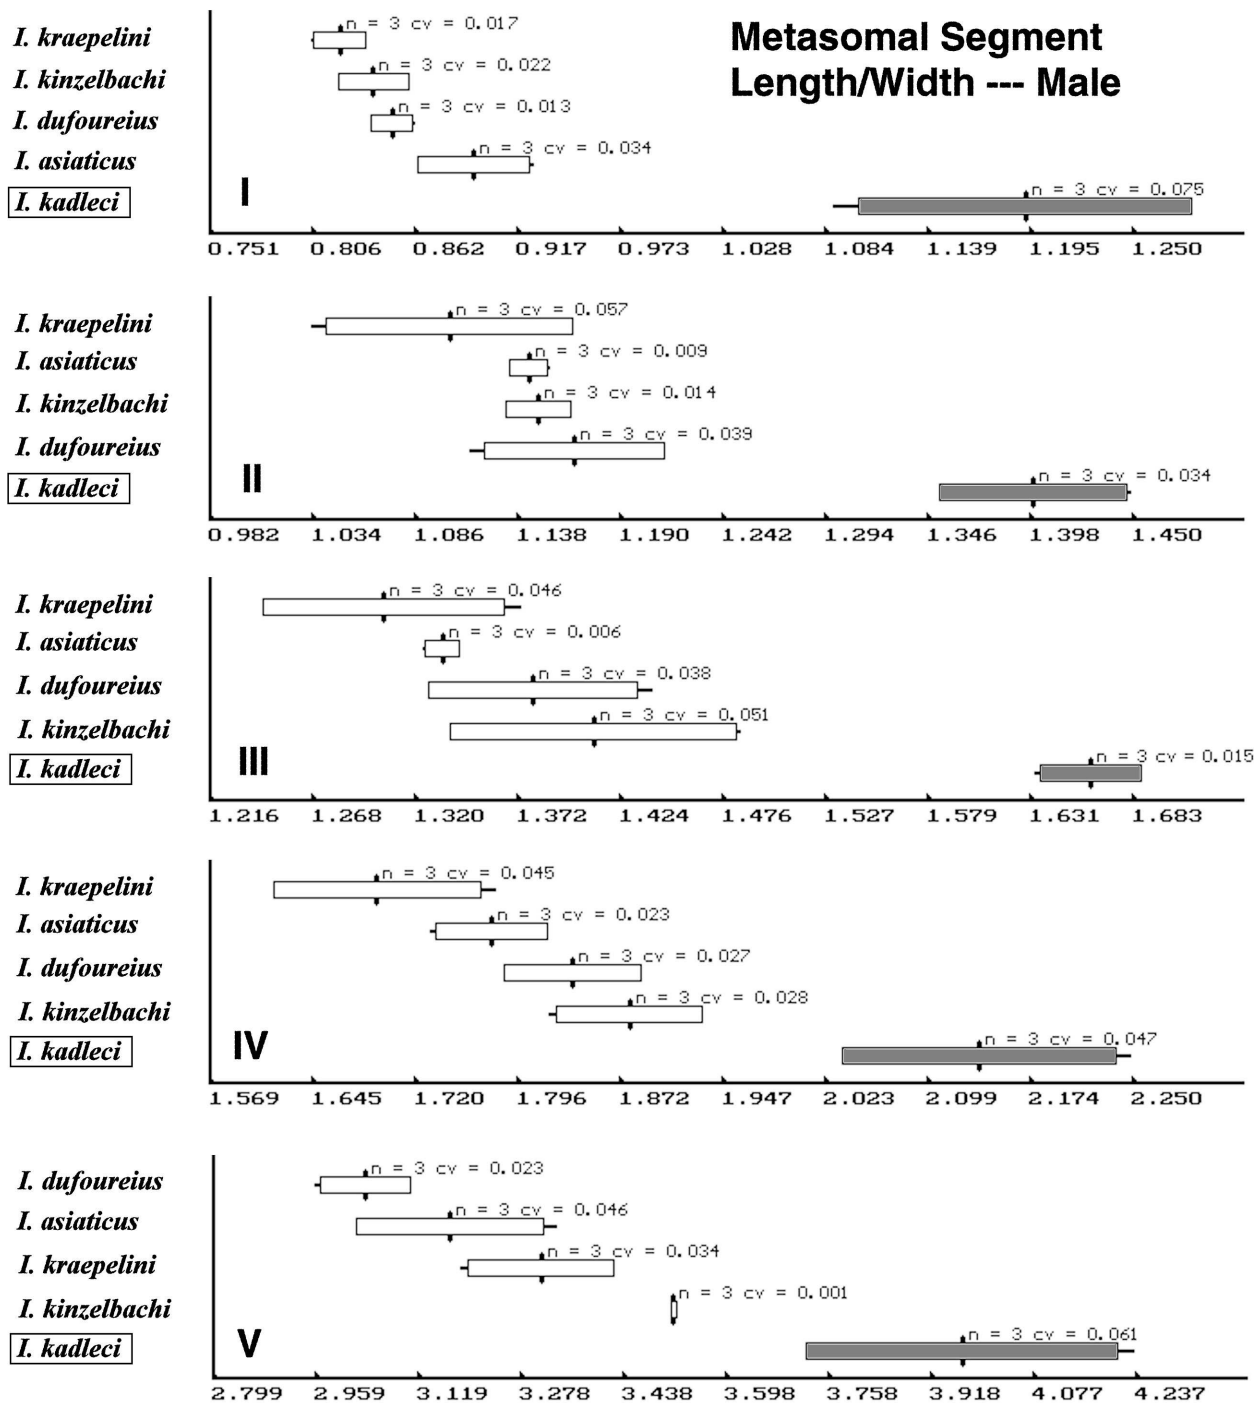 Metasomal Segment
Length/Width --- Male
I. kraepelini n = 3 cv = 0.017
I. kinzelbachi n = 3 cv = 0.022
I. dufoureius n = 3 cv = 0.013
I. asiaticus n = 3 cv = 0.034
I. kadleci n = 3 cv = 0.075
I
0.751 0.806 0.862 0.917 0.973 1.028 1.084 1.139 1.195 1.250
I. kraepelini n = 3 cv = 0.057
I. asiaticus n = 3 cv = 0.009
I. kinzelbachi n = 3 cv = 0.014
I. dufoureius n = 3 cv = 0.039
I. kadleci n = 3 cv = 0.034
II
0.982 1.034 1.086 1.138 1.190 1.242 1.294 1.346 1.398 1.450
I. kraepelini n = 3 cv = 0.046
I. asiaticus n = 3 cv = 0.006
I. dufoureius n = 3 cv = 0.038
I. kinzelbachi n = 3 cv = 0.051
I. kadleci n = 3 cv = 0.015
III
1.216 1.268 1.320 1.372 1.424 1.476 1.527 1.579 1.631 1.683
I. kraepelini n = 3 cv = 0.045
I. asiaticus n = 3 cv = 0.023
I. dufoureius n = 3 cv = 0.027
I. kinzelbachi n = 3 cv = 0.028
I. kadleci n = 3 cv = 0.047
IV
1.569 1.645 1.720 1.796 1.872 1.947 2.023 2.099 2.174 2.250
I. dufoureius n = 3 cv = 0.023
I. asiaticus n = 3 cv = 0.046
I. kraepelini n = 3 cv = 0.034
I. kinzelbachi n = 3 cv = 0.001
I. kadleci n = 3 cv = 0.061
V
2.799 2.959 3.119 3.278 3.438 3.598 3.758 3.918 4.077 4.237